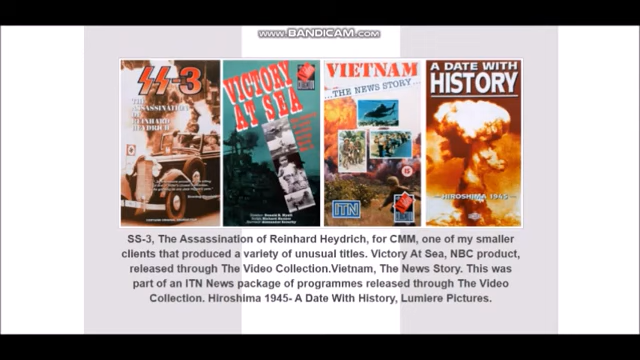 WWW.BANDICAM.COM
SS-3
THE
ASSASSINATION
OF
REINHARD
HEYDRICH
VICTORY
AT SEA
VIETNAM
...THE NEWS STORY...
ITN
15
A DATE WITH
HISTORY
HIROSHIMA 1945
SS-3, The Assassination of Reinhard Heydrich, for CMM, one of my smaller
clients that produced a variety of unusual titles. Victory At Sea, NBC product,
released through The Video Collection.Vietnam, The News Story. This was
part of an ITN News package of programmes released through The Video
Collection. Hiroshima 1945- A Date With History, Lumiere Pictures.